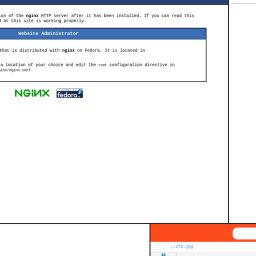 ion of the nginx HTTP server after it has been installed. If you can read this
d at this site is working properly.
Website Administrator
that is distributed with nginx on Fedora. It is located in
a location of your choice and edit the root configuration directive in
inx/nginx.conf.
NGINX
fedora
.jpg